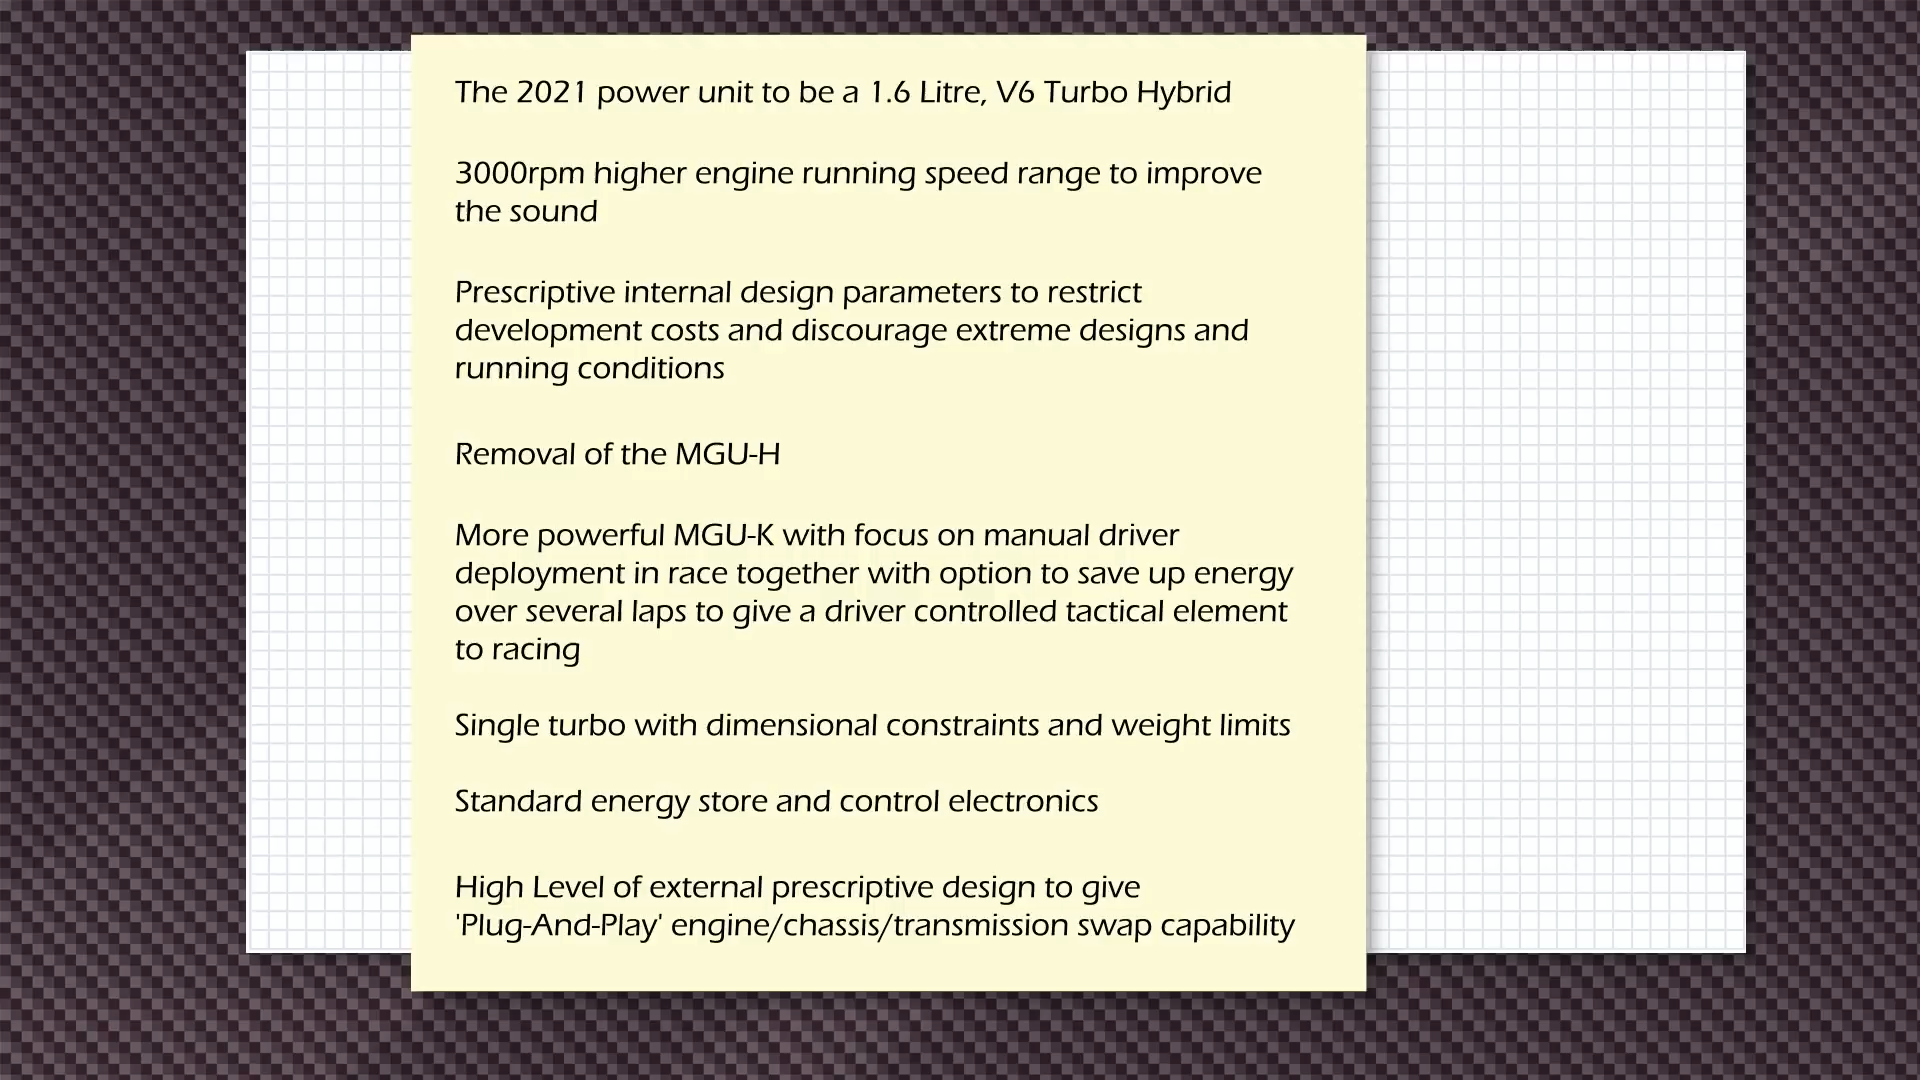 The 2021 power unit to be a 1.6 Litre, V6 Turbo Hybrid
3000rpm higher engine running speed range to improve
the sound
Prescriptive internal design parameters to restrict
development costs and discourage extreme designs and
running conditions
Removal of the MGU-H
More powerful MGU-K with focus on manual driver
deployment in race together with option to save up energy
over several laps to give a driver controlled tactical element
to racing
Single turbo with dimensional constraints and weight limits
Standard energy store and control electronics
High Level of external prescriptive design to give
'Plug-And-Play' engine/chassis/transmission swap capability